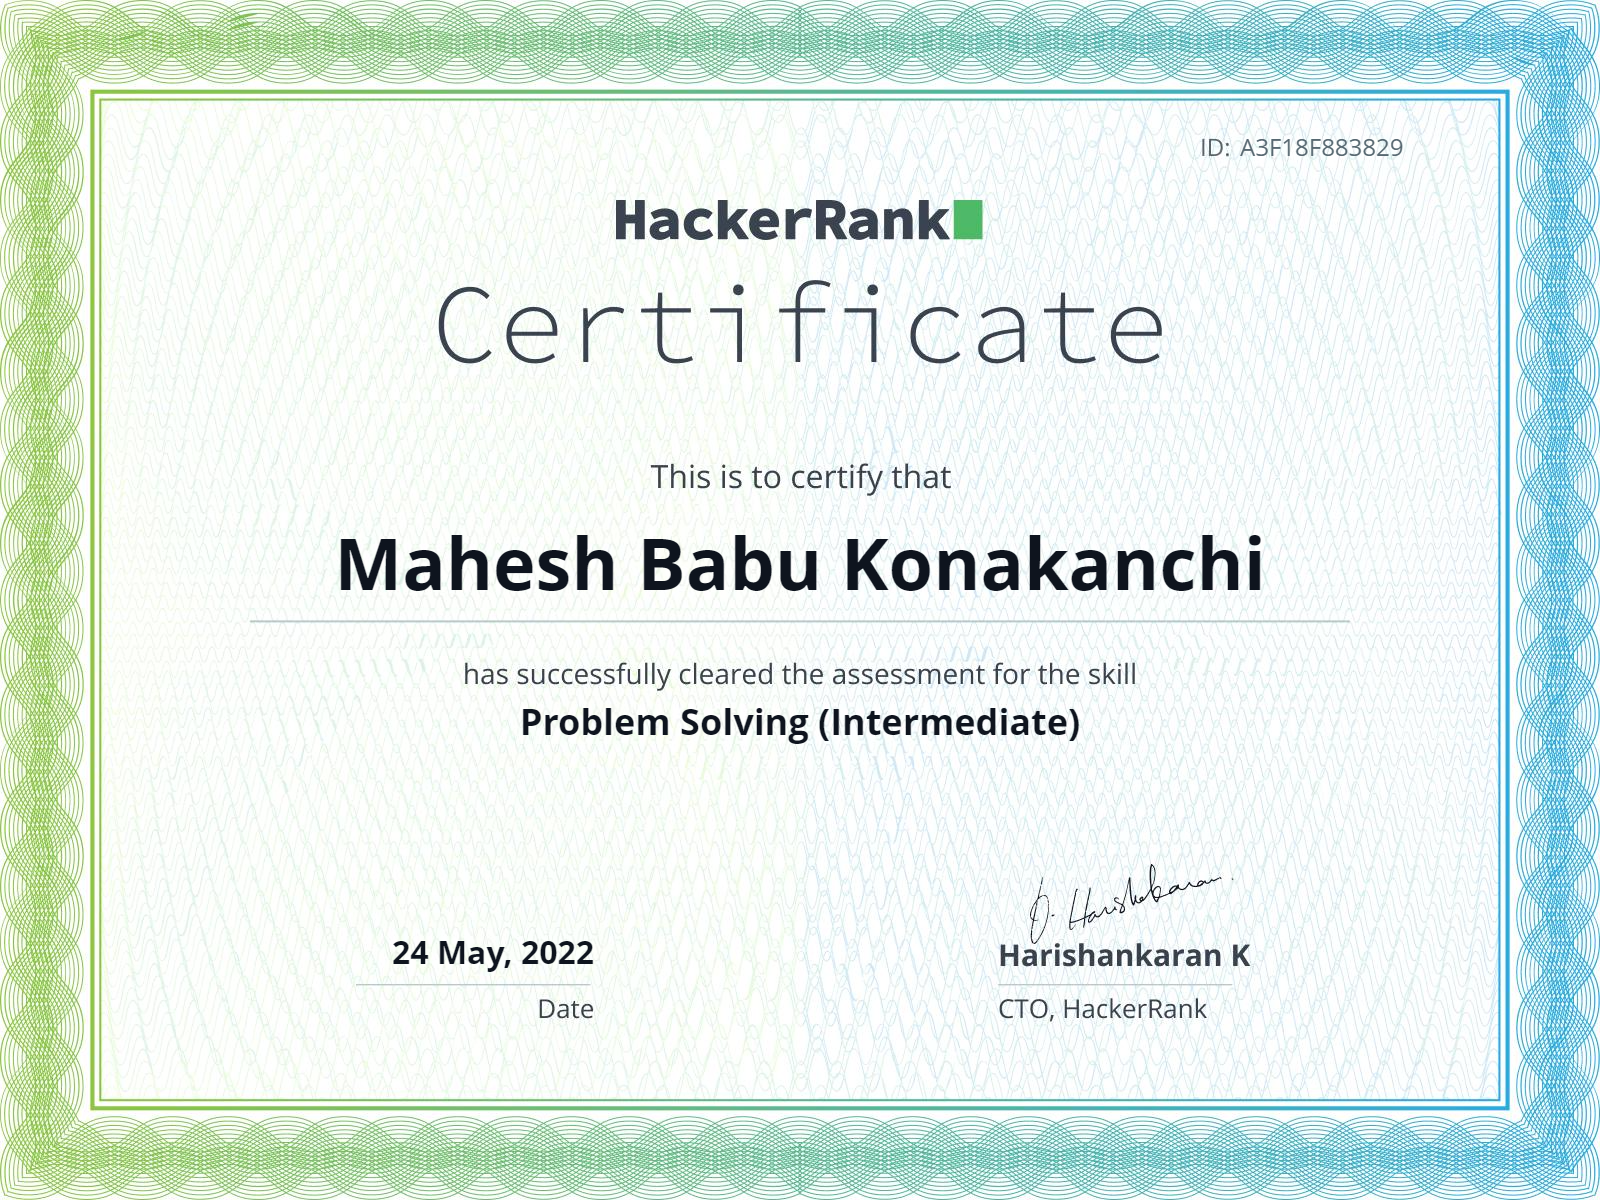 ID: A3F18F883829
HackerRank
Certificate
This is to certify that
Mahesh Babu Konakanchi
has successfully cleared the assessment for the skill
Problem Solving (Intermediate)
24 May, 2022
Date
Harishankaran K
CTO, HackerRank